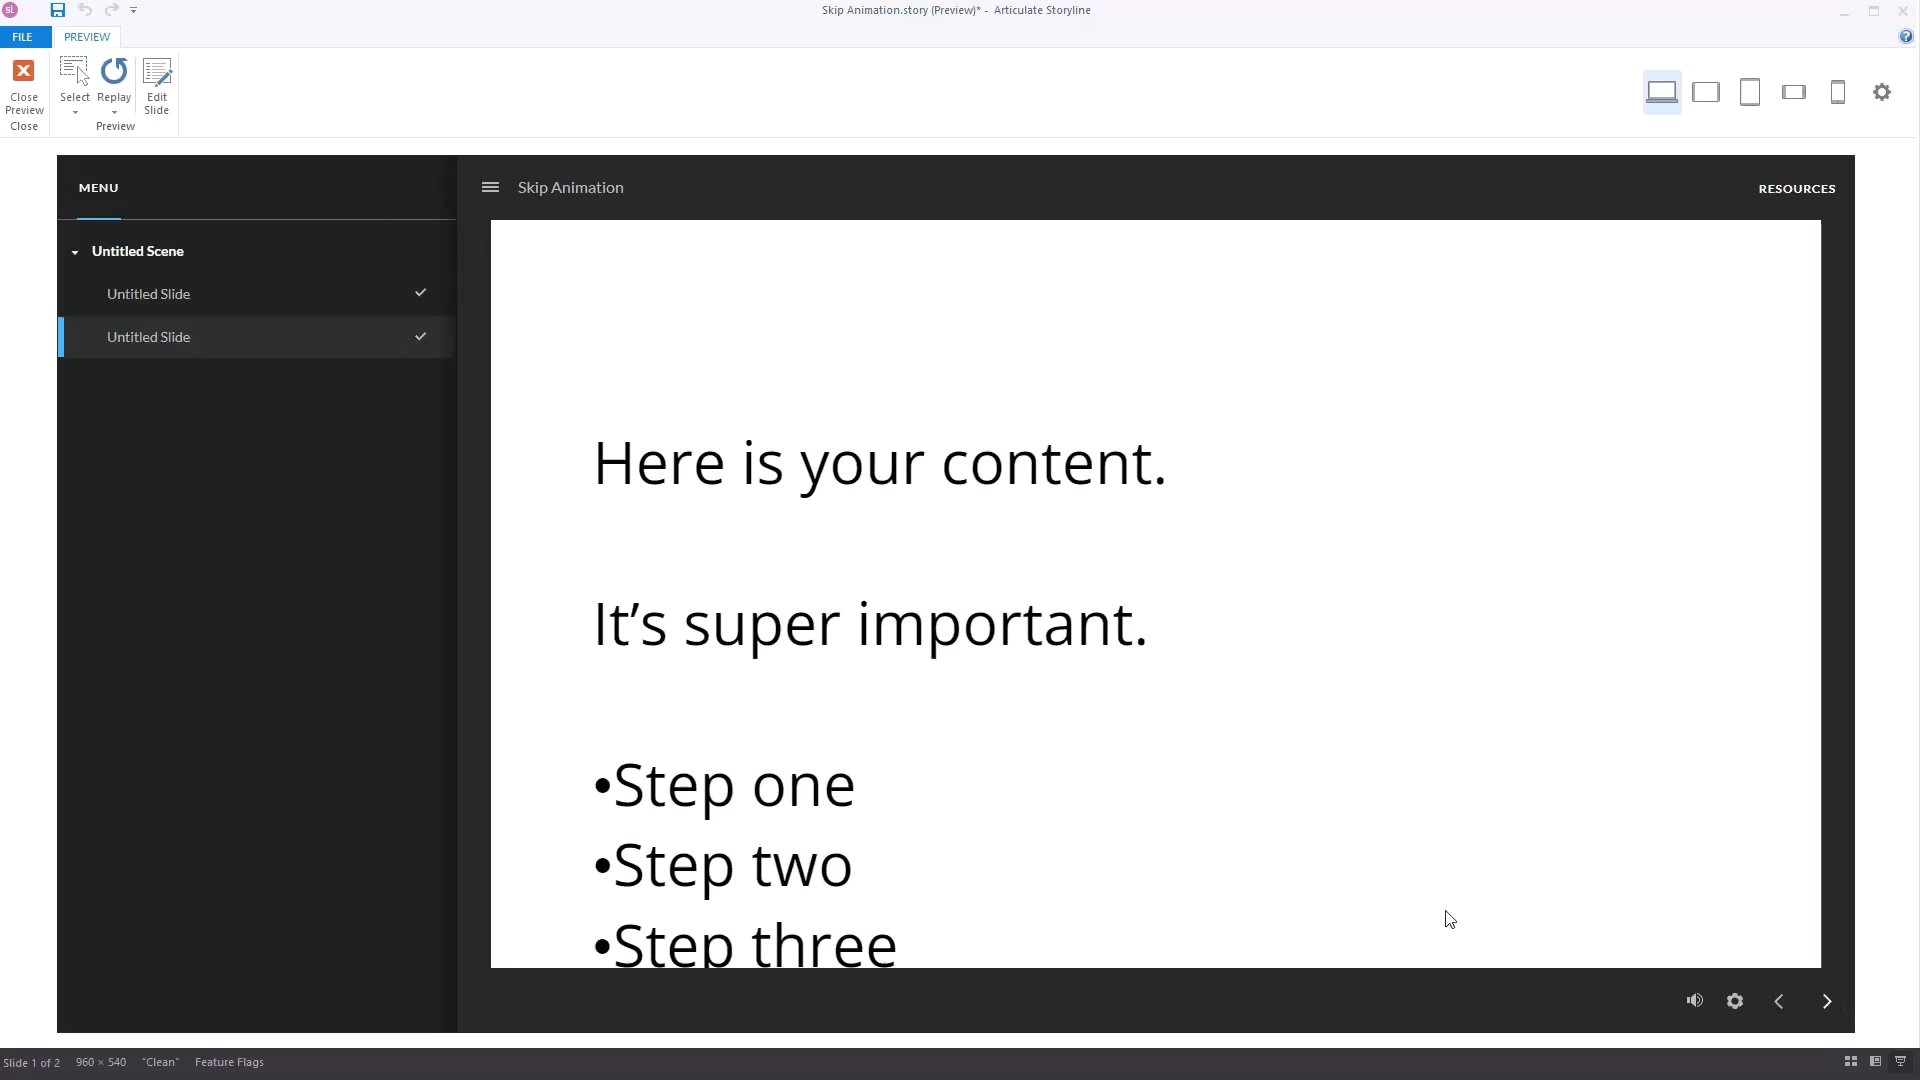 SL
Skip Animation.story (Preview)* - Articulate Storyline
FILE
PREVIEW
Close Preview
Select
Replay
Edit Slide
Close
Preview
MENU
Skip Animation
RESOURCES
Untitled Scene
Untitled Slide
Untitled Slide
Here is your content.
It’s super important.
•Step one
•Step two
•Step three
Slide 1 of 2
960 × 540
"Clean"
Feature Flags